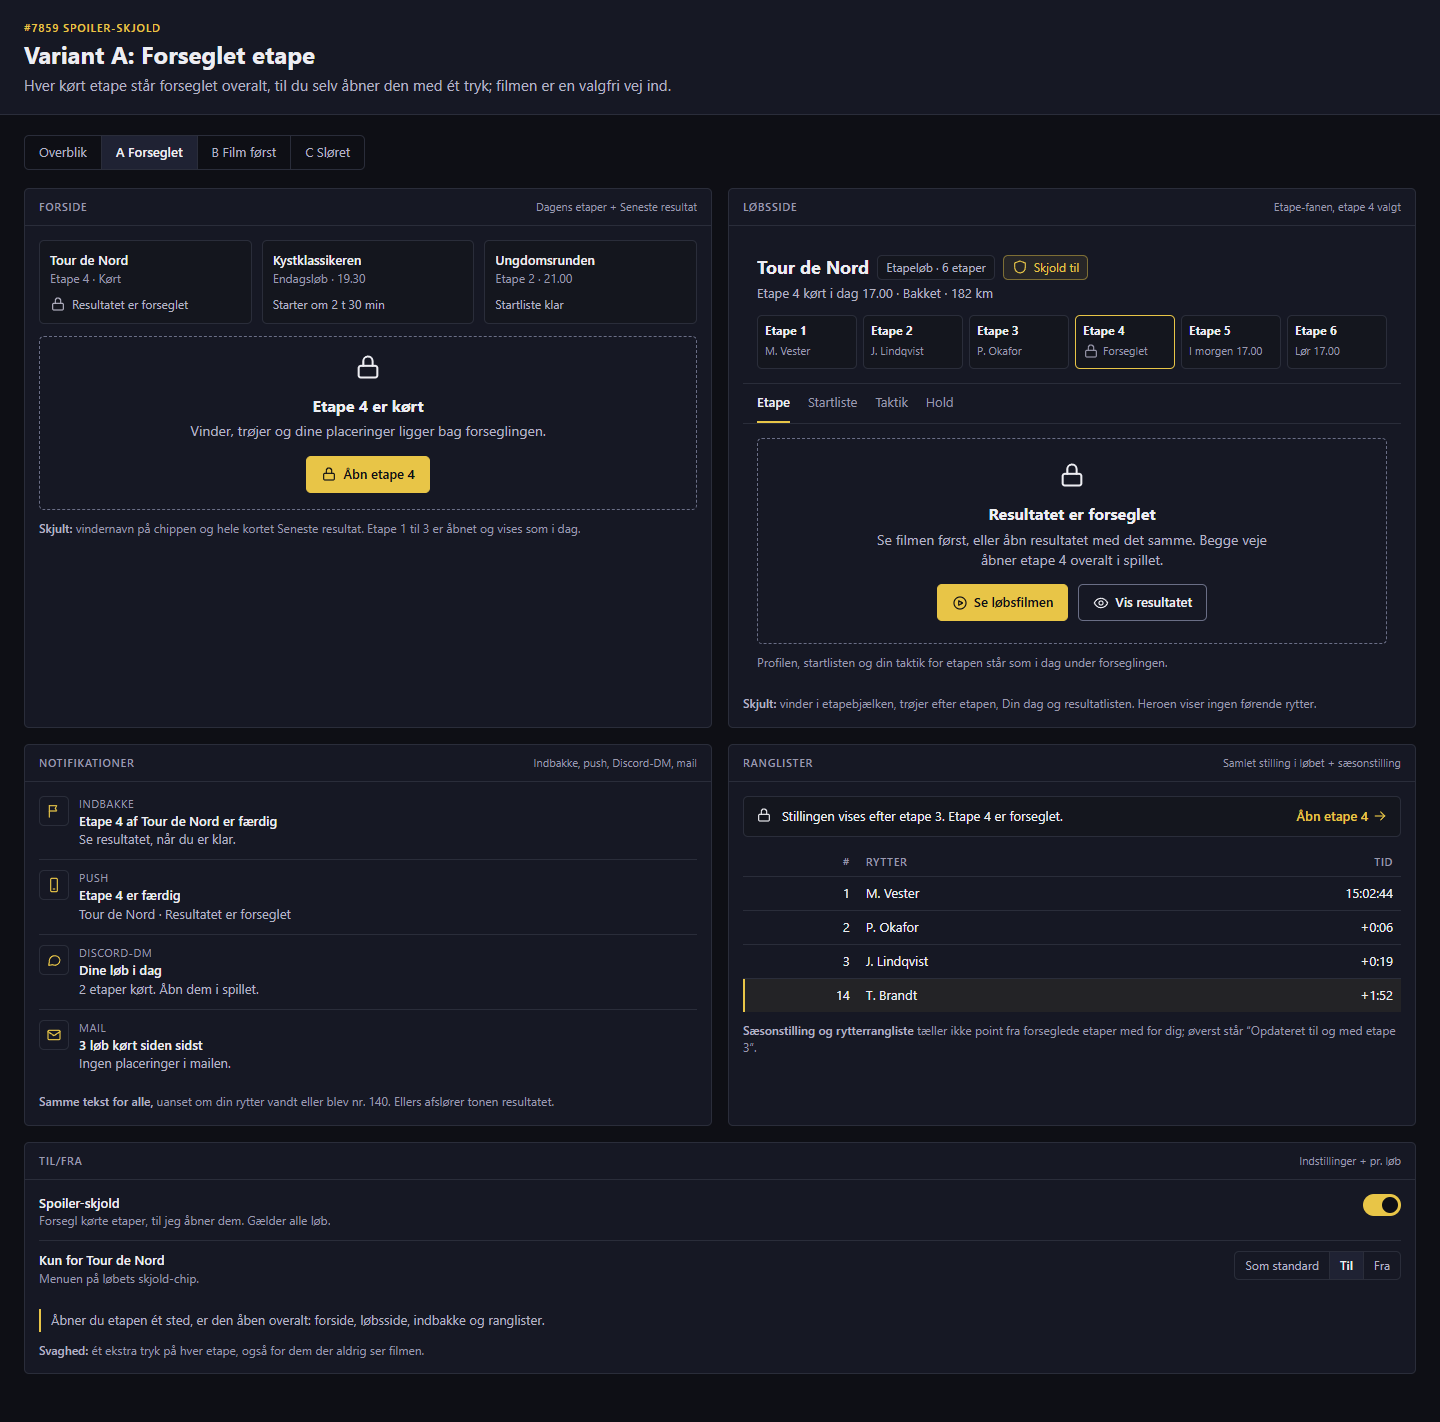 #7859 SPOILER-SKJOLD
Variant A: Forseglet etape
Hver kørt etape står forseglet overalt, til du selv åbner den med ét tryk; filmen er en valgfri vej ind.
Overblik
A Forseglet
B Film først
C Sløret
FORSIDE
Dagens etaper + Seneste resultat
Tour de Nord
Etape 4 · Kørt
Resultatet er forseglet
Kystklassikeren
Endagsløb · 19.30
Starter om 2 t 30 min
Ungdomsrunden
Etape 2 · 21.00
Startliste klar
Etape 4 er kørt
Vinder, trøjer og dine placeringer ligger bag forseglingen.
Åbn etape 4
Skjult: vindernavn på chippen og hele kortet Seneste resultat. Etape 1 til 3 er åbnet og vises som i dag.
LØBSSIDE
Etape-fanen, etape 4 valgt
Tour de Nord
Etapeløb · 6 etaper
Skjold til
Etape 4 kørt i dag 17.00 · Bakket · 182 km
Etape 1
M. Vester
Etape 2
J. Lindqvist
Etape 3
P. Okafor
Etape 4
Forseglet
Etape 5
I morgen 17.00
Etape 6
Lør 17.00
Etape
Startliste
Taktik
Hold
Resultatet er forseglet
Se filmen først, eller åbn resultatet med det samme. Begge veje
åbner etape 4 overalt i spillet.
Se løbsfilmen
Vis resultatet
Profilen, startlisten og din taktik for etapen står som i dag under forseglingen.
Skjult: vinder i etapebjælken, trøjer efter etapen, Din dag og resultatlisten. Heroen viser ingen førende rytter.
NOTIFIKATIONER
Indbakke, push, Discord-DM, mail
INDBAKKE
Etape 4 af Tour de Nord er færdig
Se resultatet, når du er klar.
PUSH
Etape 4 er færdig
Tour de Nord · Resultatet er forseglet
DISCORD-DM
Dine løb i dag
2 etaper kørt. Åbn dem i spillet.
MAIL
3 løb kørt siden sidst
Ingen placeringer i mailen.
Samme tekst for alle, uanset om din rytter vandt eller blev nr. 140. Ellers afslører tonen resultatet.
RANGLISTER
Samlet stilling i løbet + sæsonstilling
Stillingen vises efter etape 3. Etape 4 er forseglet.
Åbn etape 4 →
# RYTTER TID
1 M. Vester 15:02:44
2 P. Okafor +0:06
3 J. Lindqvist +0:19
14 T. Brandt +1:52
Sæsonstilling og rytterrangliste tæller ikke point fra forseglede etaper med for dig; øverst står "Opdateret til og med etape
3".
TIL/FRA
Indstillinger + pr. løb
Spoiler-skjold
Forsegl kørte etaper, til jeg åbner dem. Gælder alle løb.
Kun for Tour de Nord
Menuen på løbets skjold-chip.
Som standard
Til
Fra
Åbner du etapen ét sted, er den åben overalt: forside, løbsside, indbakke og ranglister.
Svaghed: ét ekstra tryk på hver etape, også for dem der aldrig ser filmen.